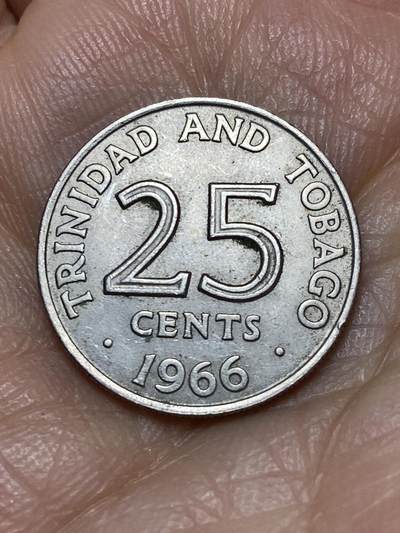 TRINIDAD AND TOBAGO
25
CENTS
· 1966 ·